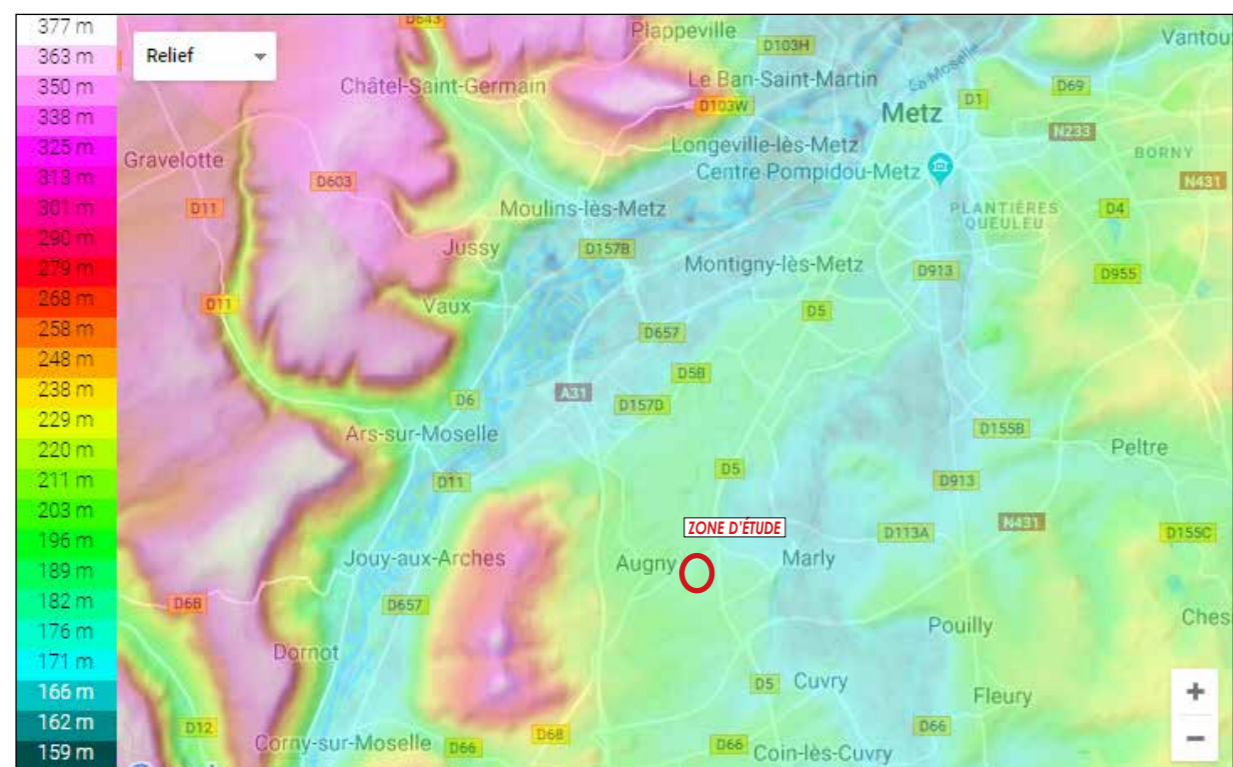 377 m
363 m
350 m
338 m
325 m
313 m
301 m
290 m
279 m
268 m
258 m
248 m
238 m
229 m
220 m
211 m
203 m
196 m
189 m
182 m
176 m
171 m
166 m
162 m
159 m
Relief
D643
Plappeville
D103H
Vantou
Châtel-Saint-Germain
Le Ban-Saint-Martin
La Moselle
D69
D103W
Metz
D1
N233
Gravelotte
Longeville-lès-Metz
BORNY
D603
Centre Pompidou-Metz
N431
D11
Moulins-lès-Metz
PLANTIÈRES
QUEULEU
D4
Jussy
D157B
Montigny-lès-Metz
D913
D955
D11
Vaux
D5
D657
D5B
D6
A31
D157D
Ars-sur-Moselle
D155B
Peltre
D11
D5
D913
ZONE D'ÉTUDE
D113A
N431
D155C
Jouy-aux-Arches
Augny
Marly
D6B
D657
Pouilly
Ches
Dornot
D5
Cuvry
Fleury
+
−
D12
Corny-sur-Moselle
D66
D68
D66
Coin-lès-Cuvry
D66